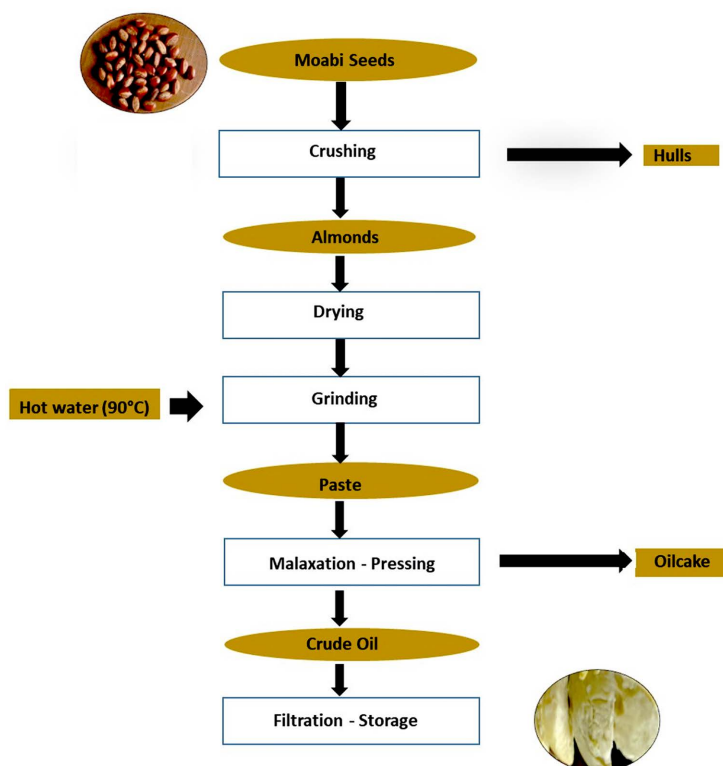 Moabi Seeds
Crushing
Hulls
Almonds
Drying
Hot water (90°C)
Grinding
Paste
Malaxation - Pressing
Oilcake
Crude Oil
Filtration - Storage